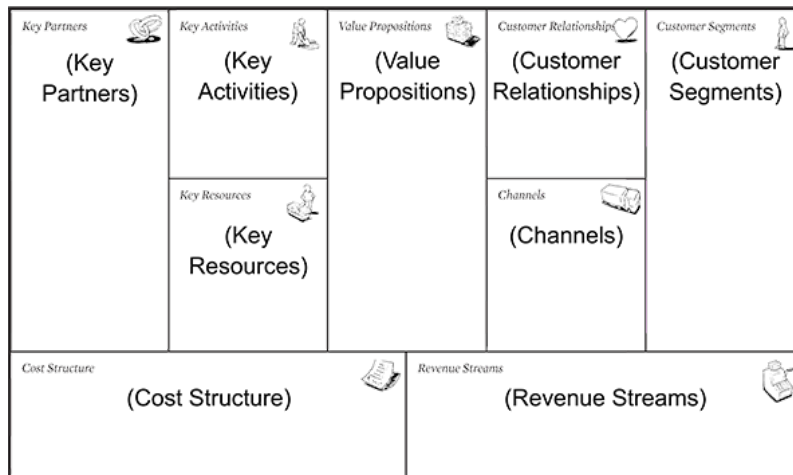 Key Partners
(Key
Partners)
Key Activities
(Key
Activities)
Key Resources
(Key
Resources)
Value Propositions
(Value
Propositions)
Customer Relationships
(Customer
Relationships)
Channels
(Channels)
Customer Segments
(Customer
Segments)
Cost Structure
(Cost Structure)
Revenue Streams
(Revenue Streams)